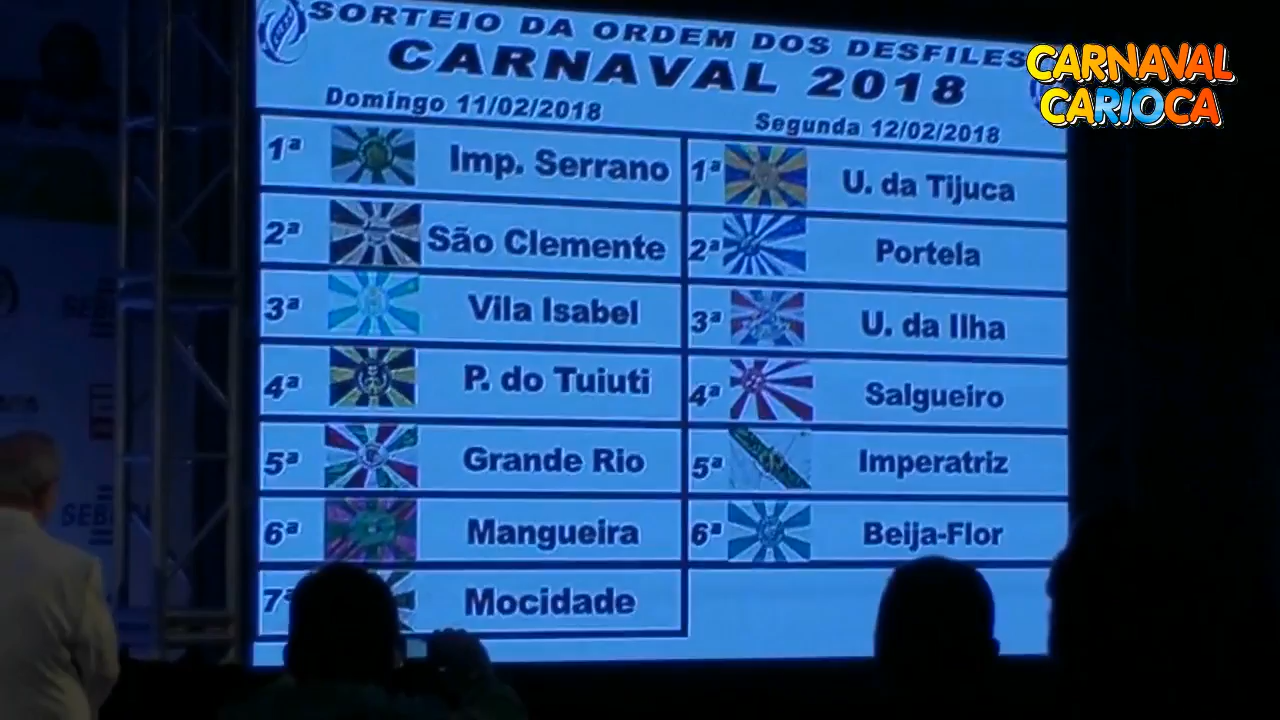 SORTEIO DA ORDEM DOS DESFILES
CARNAVAL 2018
CARNAVAL
CARIOCA
Domingo 11/02/2018
1ª Imp. Serrano
2ª São Clemente
3ª Vila Isabel
4ª P. do Tuiuti
5ª Grande Rio
6ª Mangueira
7ª Mocidade
Segunda 12/02/2018
1ª U. da Tijuca
2ª Portela
3ª U. da Ilha
4ª Salgueiro
5ª Imperatriz
6ª Beija-Flor